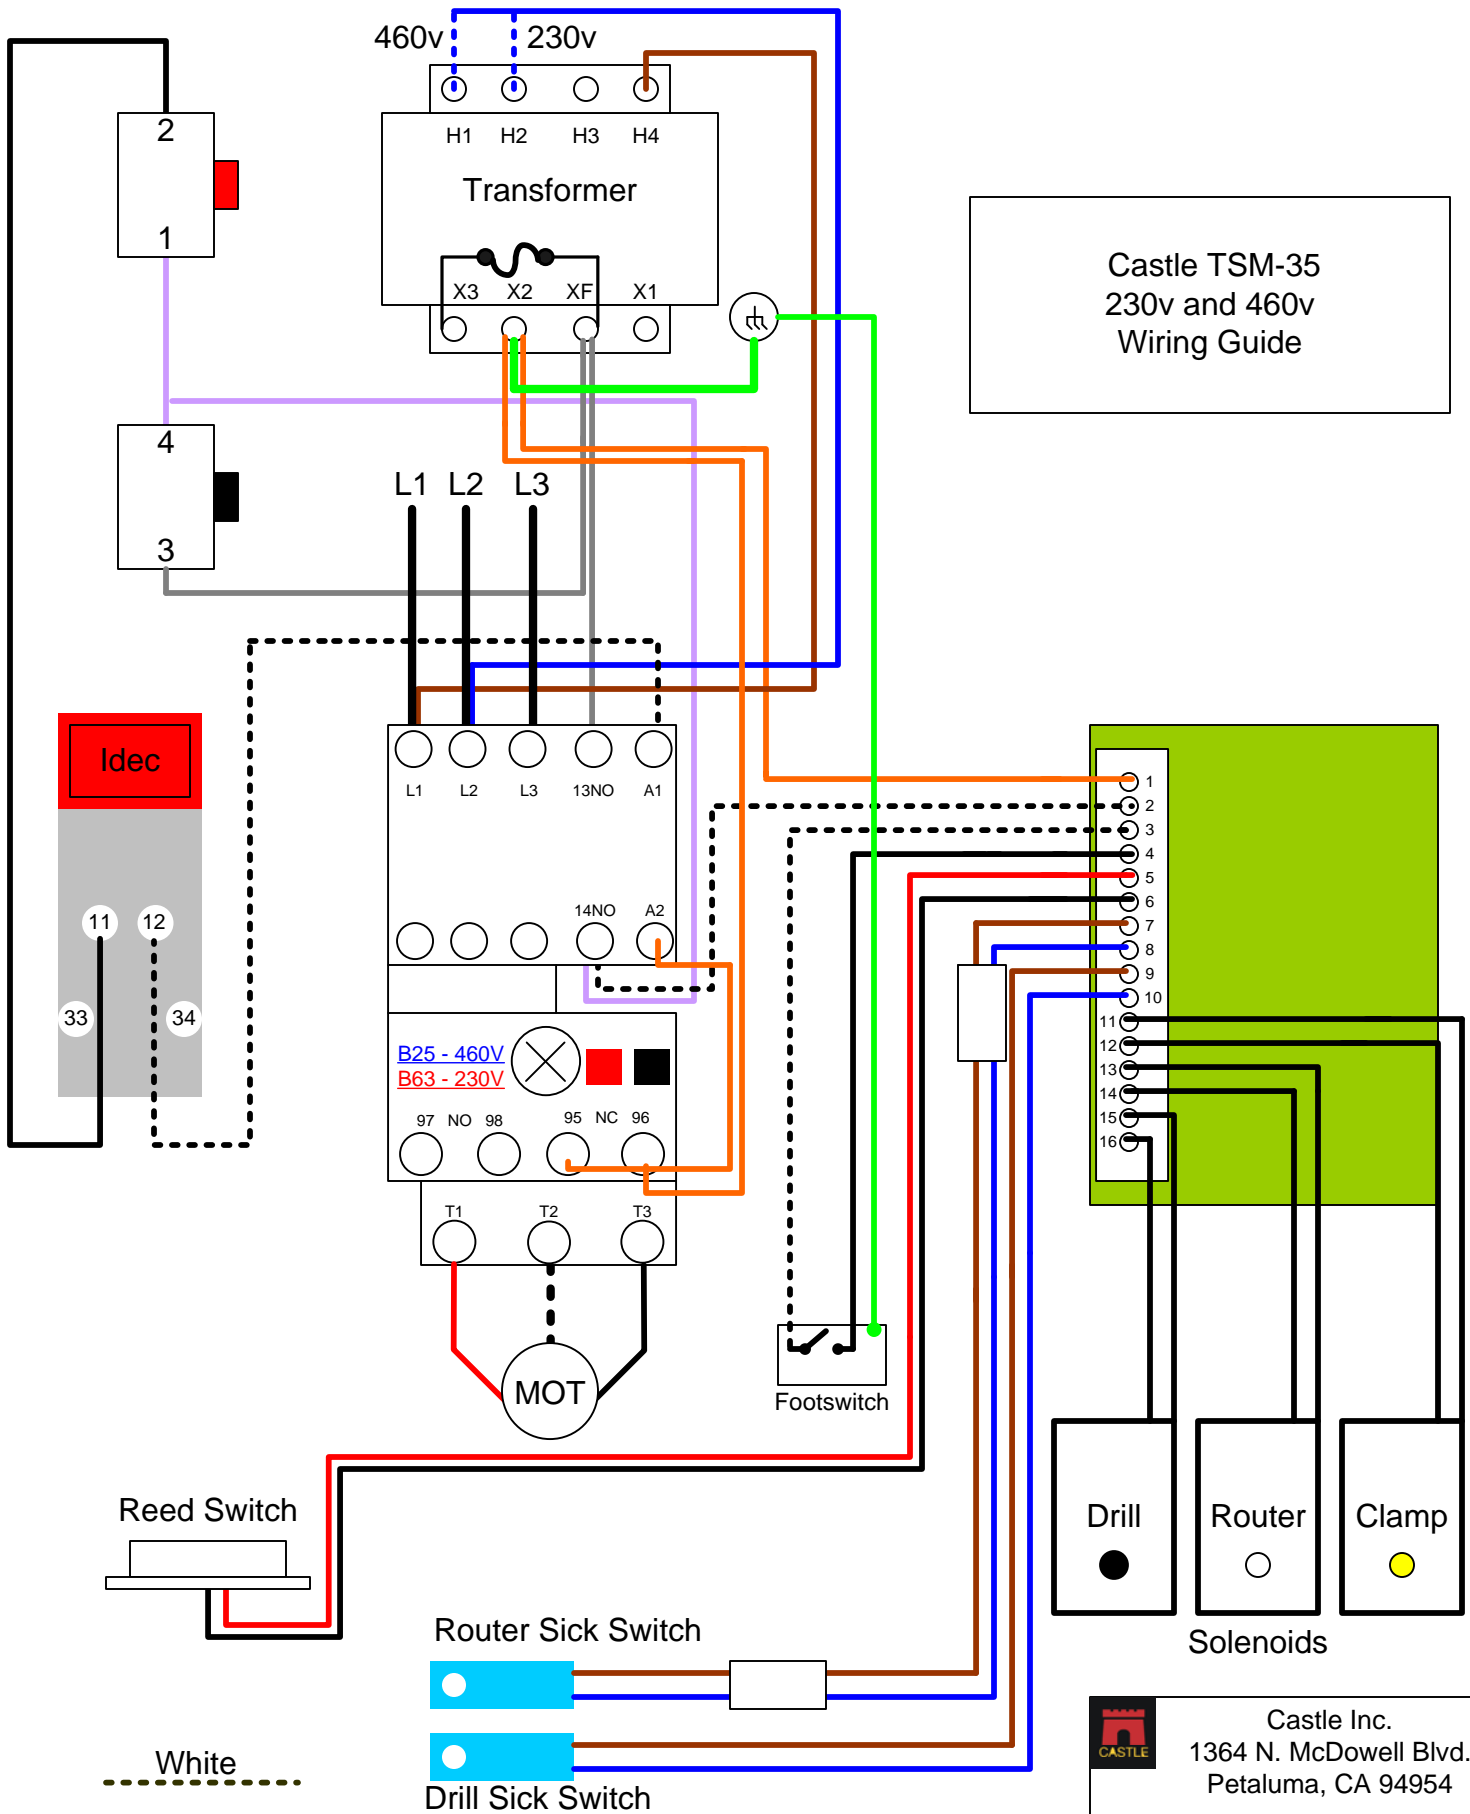 460v 230v
H1 H2 H3 H4
Transformer
X3 X2 XF X1
2
1
4
3
Castle TSM-35
230v and 460v
Wiring Guide
L1 L2 L3
Idec
11 12
33 34
L1 L2 L3 13NO A1
14NO A2
B25 - 460V
B63 - 230V
97 NO 98 95 NC 96
T1 T2 T3
MOT
1
2
3
4
5
6
7
8
9
10
11
12
13
14
15
16
Footswitch
Reed Switch
Drill Router Clamp
Solenoids
Router Sick Switch
Drill Sick Switch
White
CASTLE
Castle Inc.
1364 N. McDowell Blvd.
Petaluma, CA 94954